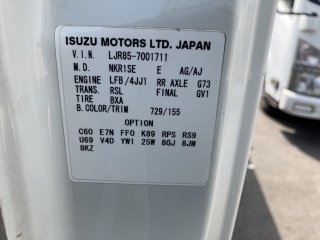 ISUZU MOTORS LTD. JAPAN
V.I.N. LJR85-7001711
M.D. NKR1SE E AG/AJ
ENGINE LFB /4JJ1 RR AXLE G73
TRANS. RSL FINAL GV1
TIRE BXA
B.COLOR/TRIM 729/155
OPTION
C60 E7N FF0 K89 RPS RS9
U69 V4D YW1 25W 8GJ 8JM
8KZ